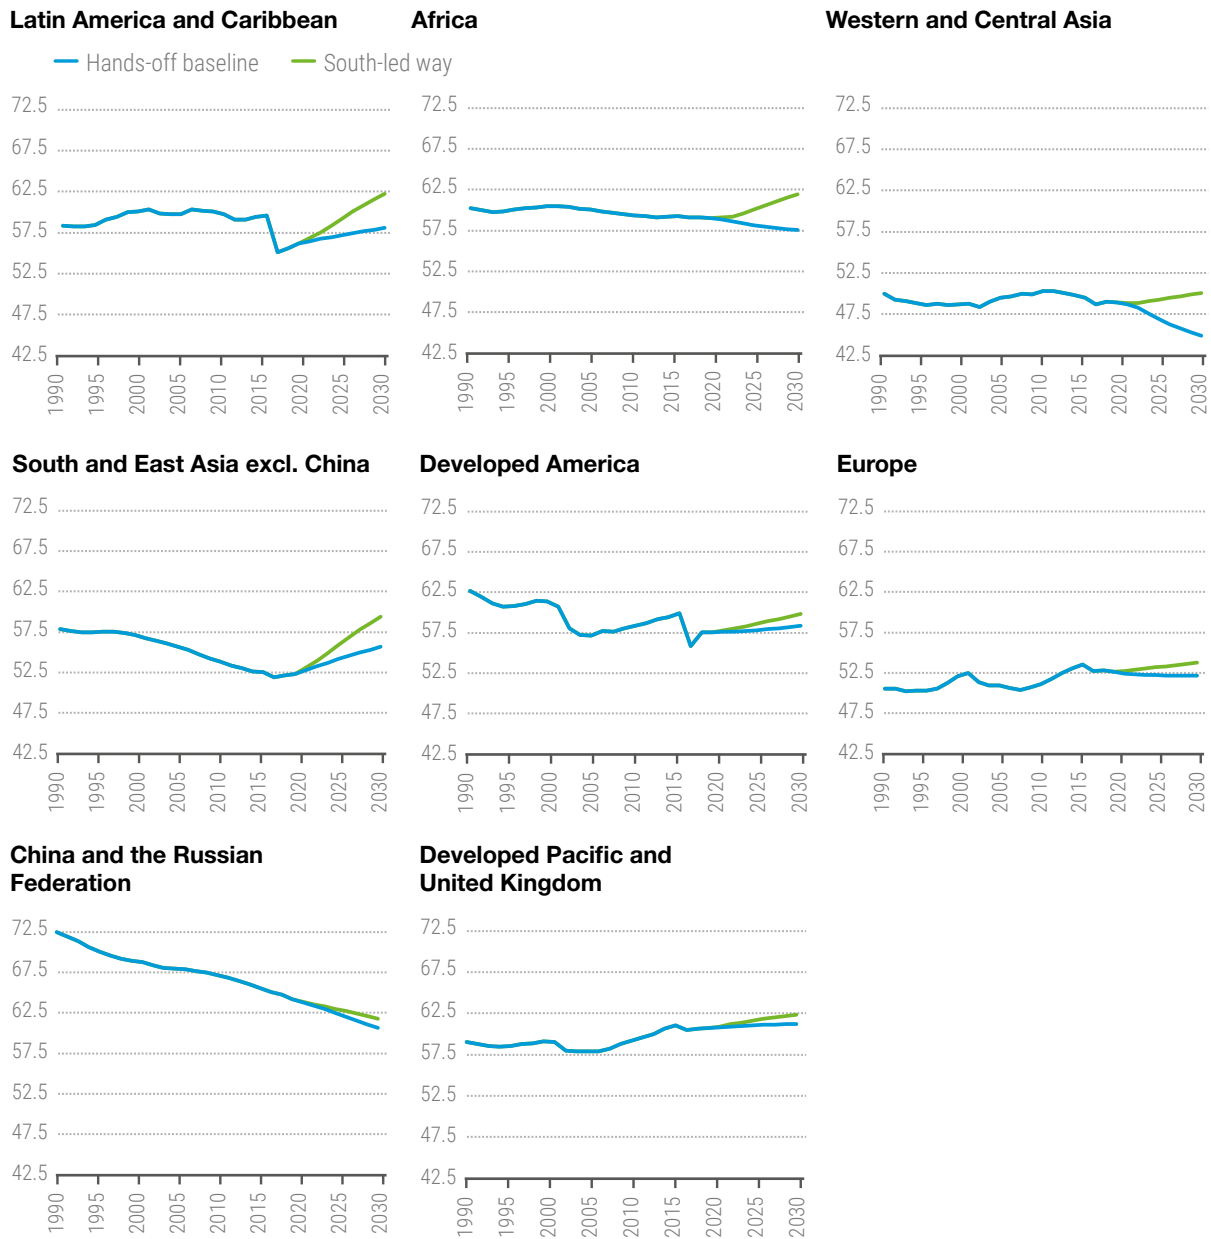 Latin America and Caribbean
Hands-off baseline South-led way
72.5
67.5
62.5
57.5
52.5
47.5
42.5
1990 1995 2000 2005 2010 2015 2020 2025 2030
Africa
72.5
67.5
62.5
57.5
52.5
47.5
42.5
1990 1995 2000 2005 2010 2015 2020 2025 2030
Western and Central Asia
72.5
67.5
62.5
57.5
52.5
47.5
42.5
1990 1995 2000 2005 2010 2015 2020 2025 2030
South and East Asia excl. China
72.5
67.5
62.5
57.5
52.5
47.5
42.5
1990 1995 2000 2005 2010 2015 2020 2025 2030
Developed America
72.5
67.5
62.5
57.5
52.5
47.5
42.5
1990 1995 2000 2005 2010 2015 2020 2025 2030
Europe
72.5
67.5
62.5
57.5
52.5
47.5
42.5
1990 1995 2000 2005 2010 2015 2020 2025 2030
China and the Russian
Federation
72.5
67.5
62.5
57.5
52.5
47.5
42.5
1990 1995 2000 2005 2010 2015 2020 2025 2030
Developed Pacific and
United Kingdom
72.5
67.5
62.5
57.5
52.5
47.5
42.5
1990 1995 2000 2005 2010 2015 2020 2025 2030